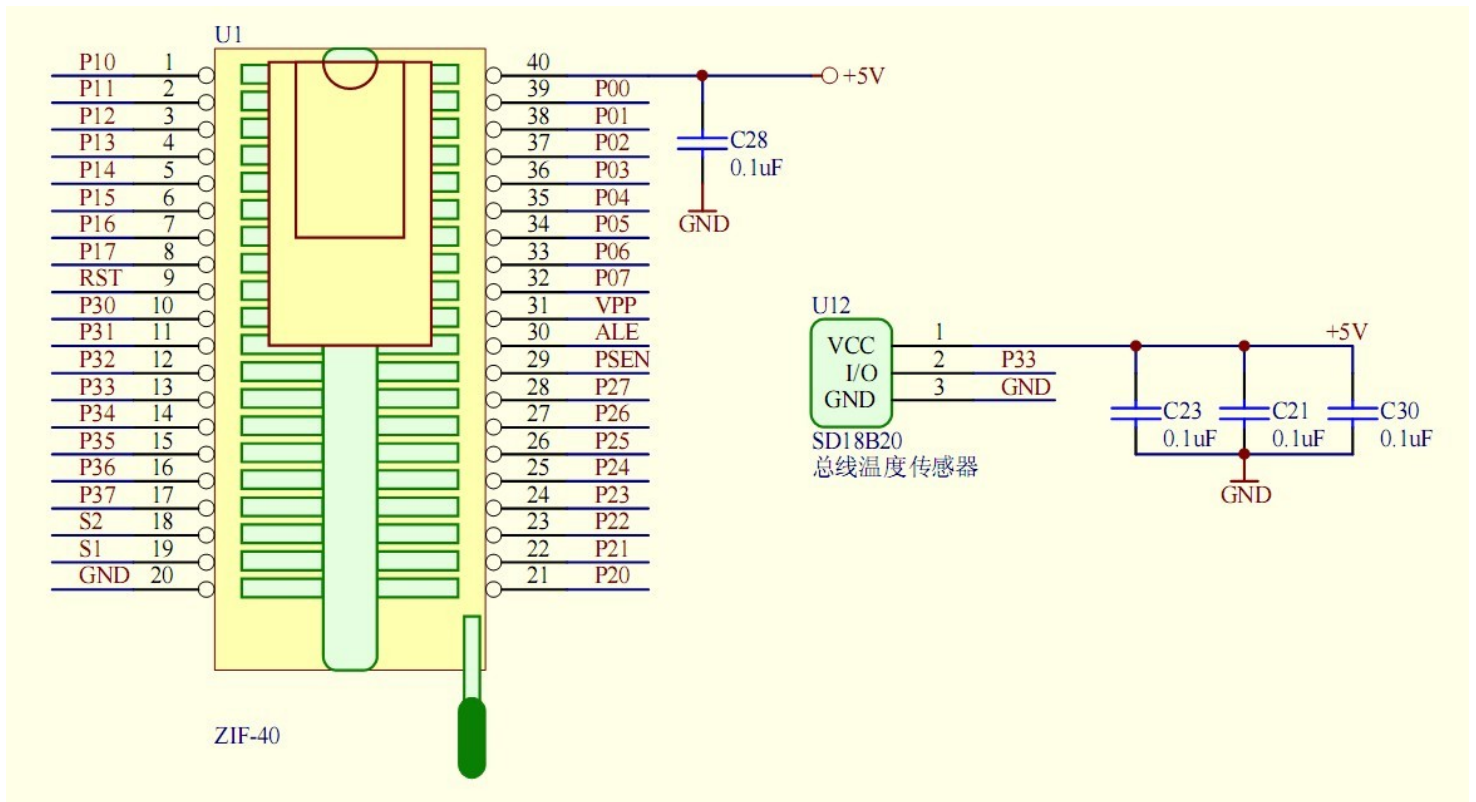 U1
P10 1 40 +5V
P11 2 39 P00
P12 3 38 P01
P13 4 37 P02
C28
P14 5 36 P03
0.1uF
P15 6 35 P04
P16 7 34 P05
GND
P17 8 33 P06
RST 9 32 P07
P30 10 31 VPP
P31 11 30 ALE
P32 12 29 PSEN
P33 13 28 P27
P34 14 27 P26
P35 15 26 P25
P36 16 25 P24
P37 17 24 P23
S2 18 23 P22
S1 19 22 P21
GND 20 21 P20
ZIF-40
U12
VCC 1 +5V
I/O 2 P33
GND 3 GND
C23 C21 C30
0.1uF 0.1uF 0.1uF
SD18B20
总线温度传感器
GND